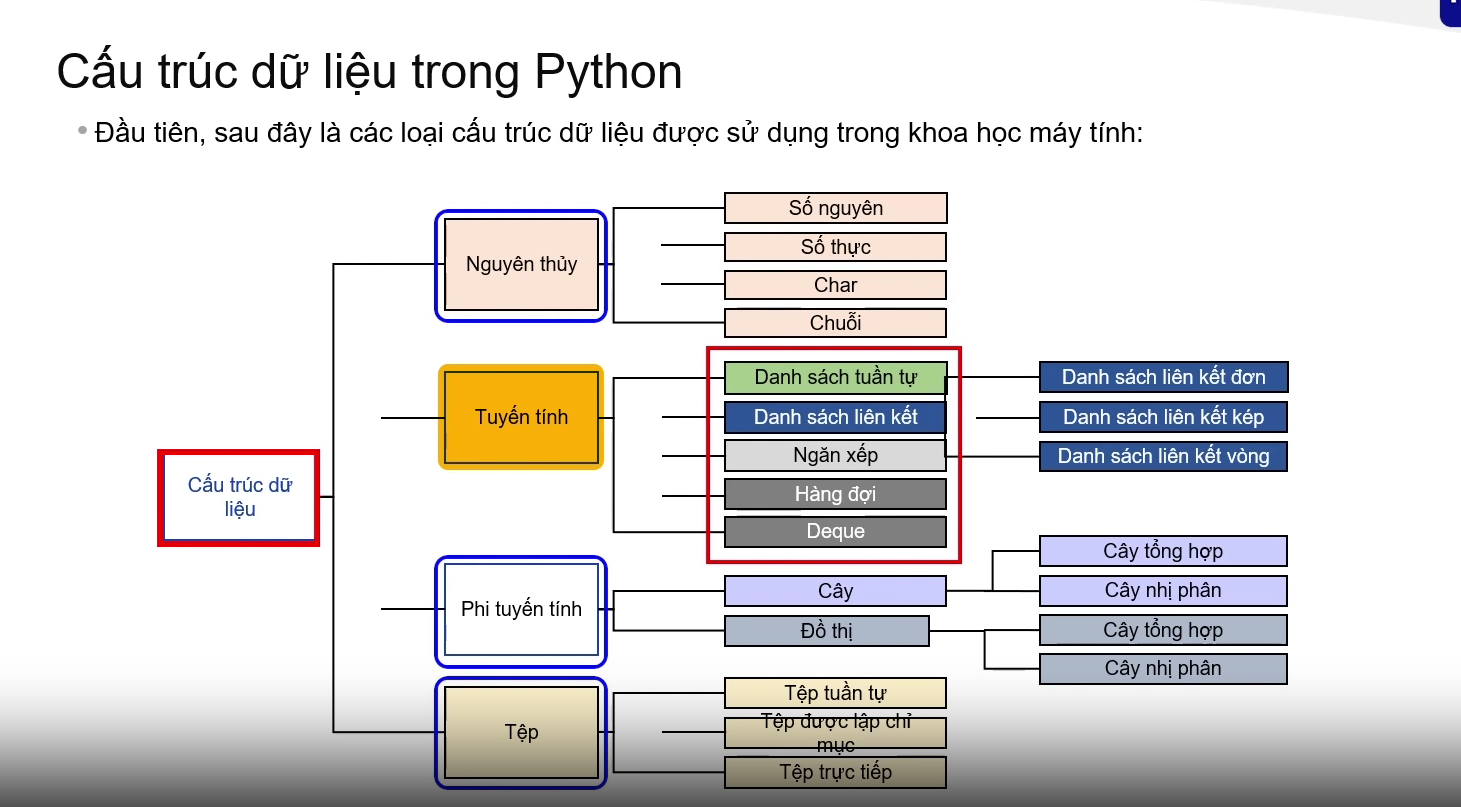 Cấu trúc dữ liệu trong Python
Đầu tiên, sau đây là các loại cấu trúc dữ liệu được sử dụng trong khoa học máy tính:
Cấu trúc dữ
liệu
Nguyên thủy
Số nguyên
Số thực
Char
Chuỗi
Tuyến tính
Danh sách tuần tự
Danh sách liên kết
Ngăn xếp
Hàng đợi
Deque
Danh sách liên kết đơn
Danh sách liên kết kép
Danh sách liên kết vòng
Phi tuyến tính
Cây
Cây tổng hợp
Cây nhị phân
Đồ thị
Cây tổng hợp
Cây nhị phân
Tệp
Tệp tuần tự
Tệp được lập chỉ
mục
Tệp trực tiếp